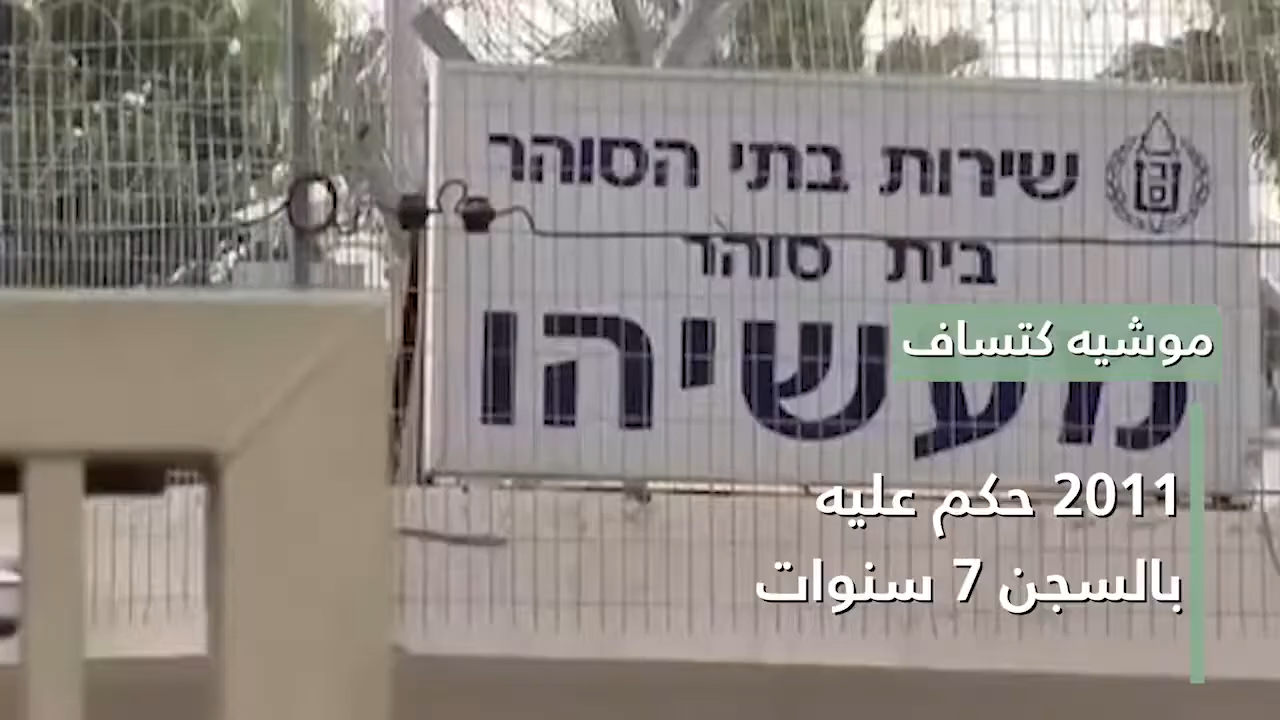 שירות בתי הסוהר
בית סוהר
מעשיהו
موشيه كتساف
2011 حكم عليه
بالسجن 7 سنوات